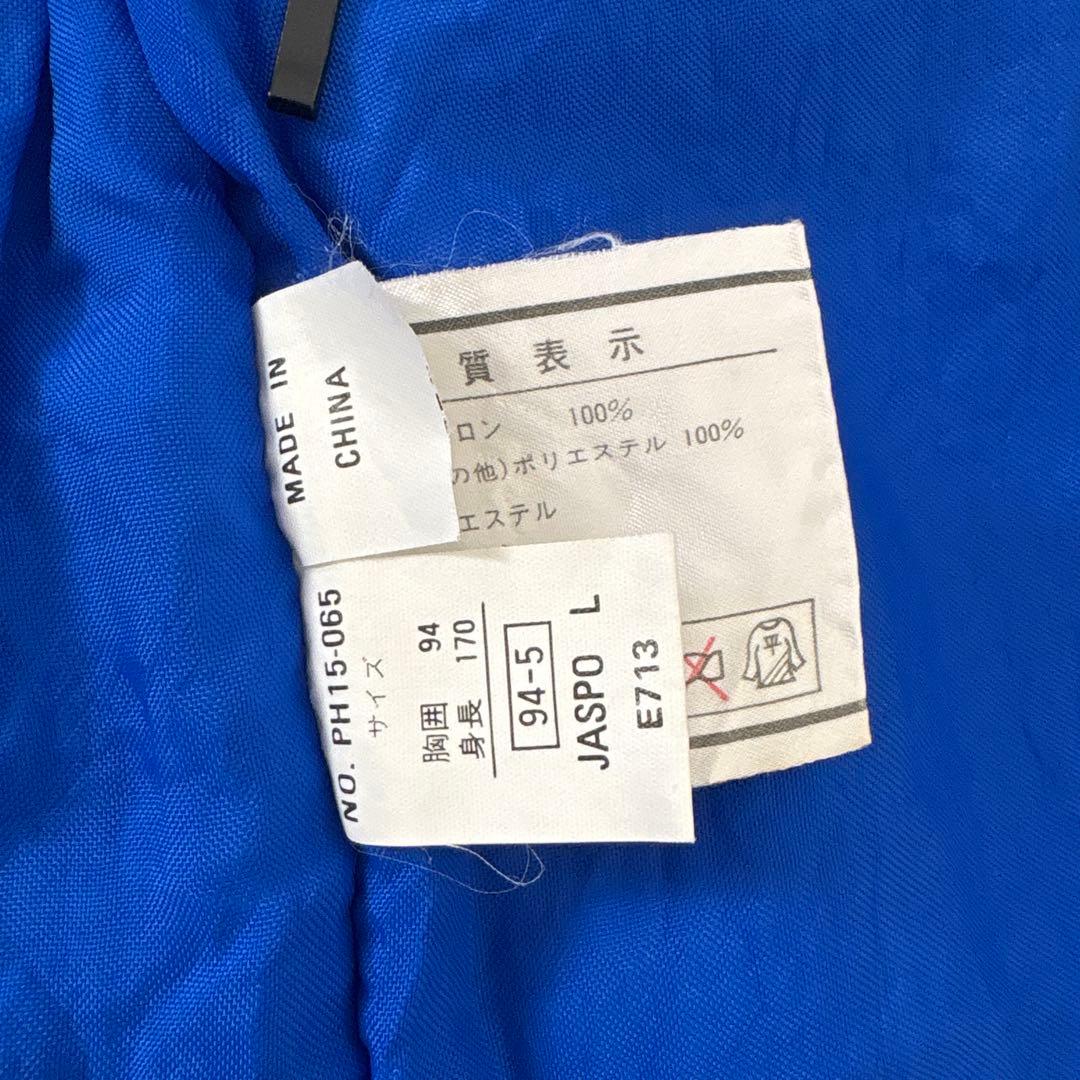 MADE IN
CHINA
質表示
ロン 100%
の他)ポリエステル 100%
エステル
NO. PH15-065
サイズ
胸囲 94
身長 170
94-5
JASPO L
E713
平